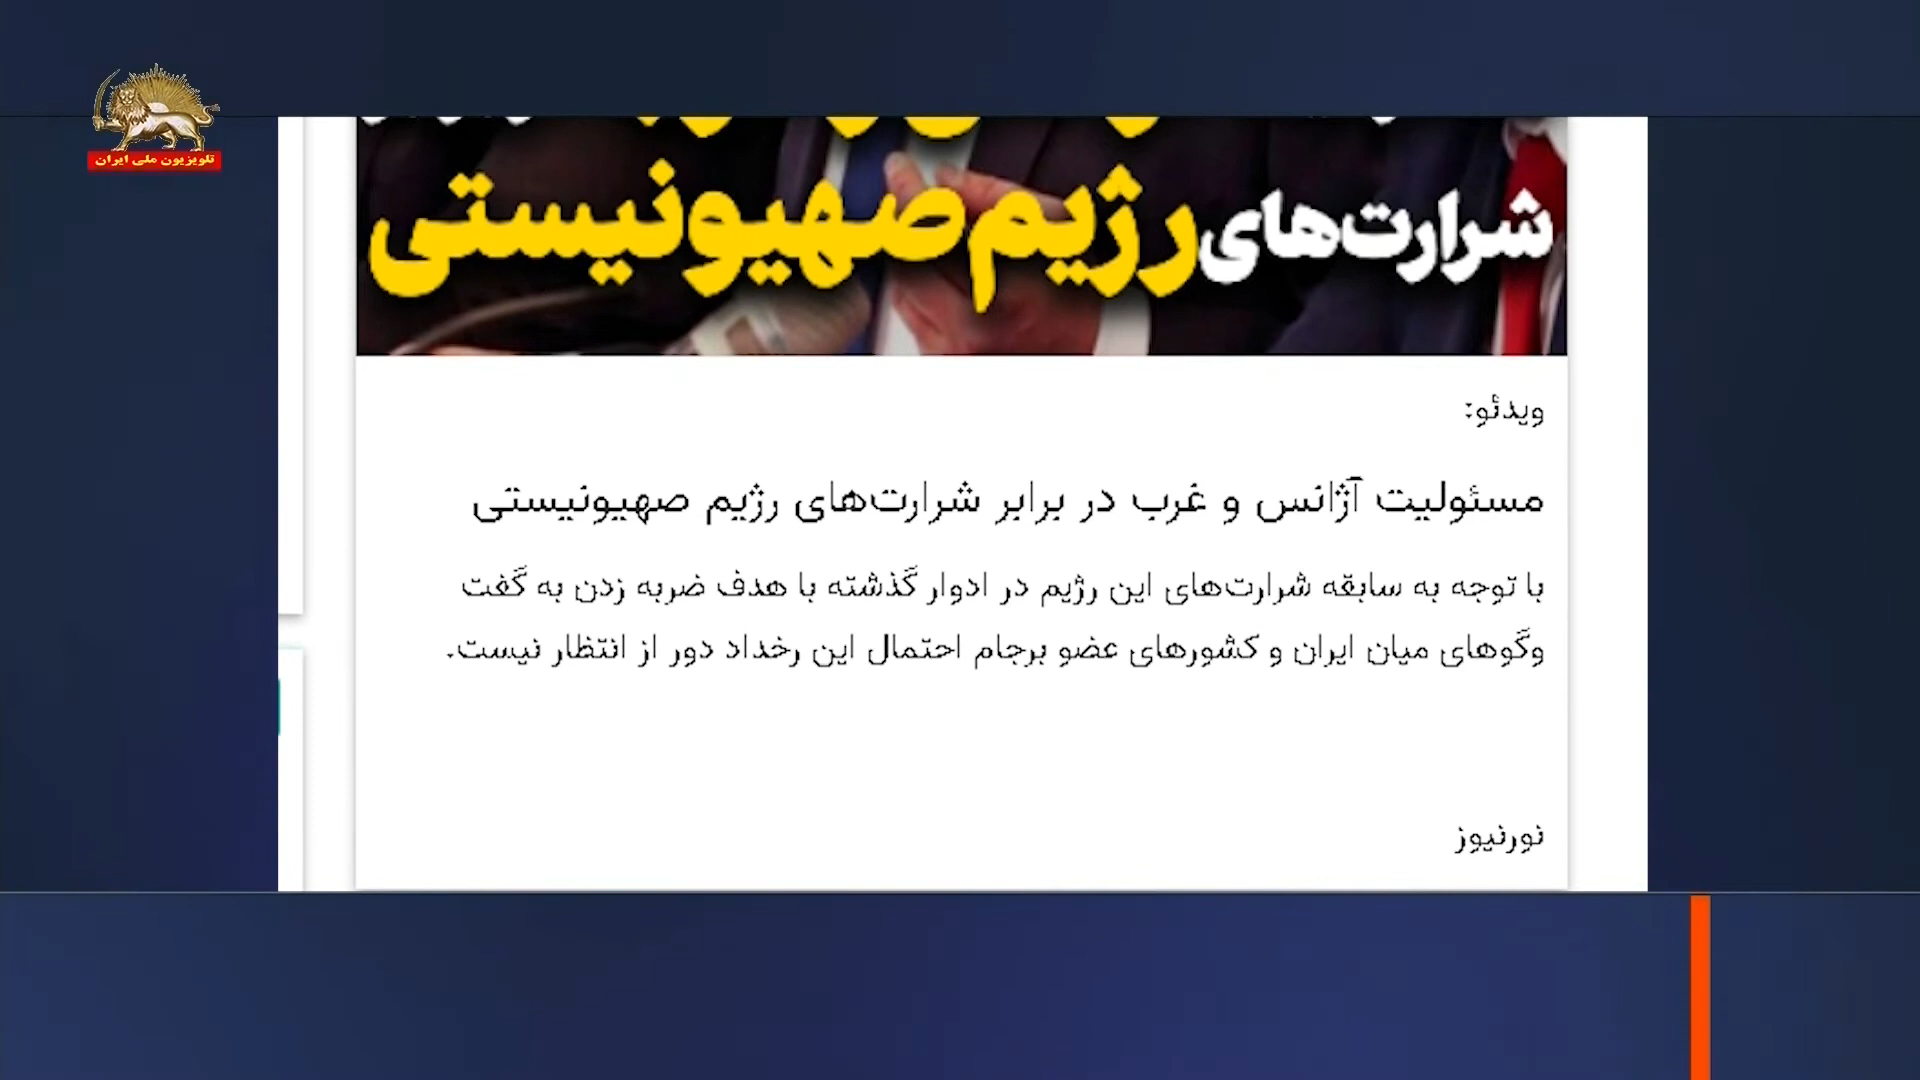 تلویزیون ملی ایران
شرارت‌های رژیم صهیونیستی
ویدئو:
مسئولیت آژانس و غرب در برابر شرارت‌های رژیم صهیونیستی
با توجه به سابقه شرارت‌های این رژیم در ادوار گذشته با هدف ضربه زدن به گفت
وگوهای میان ایران و کشورهای عضو برجام احتمال این رخداد دور از انتظار نیست.
نورنیوز